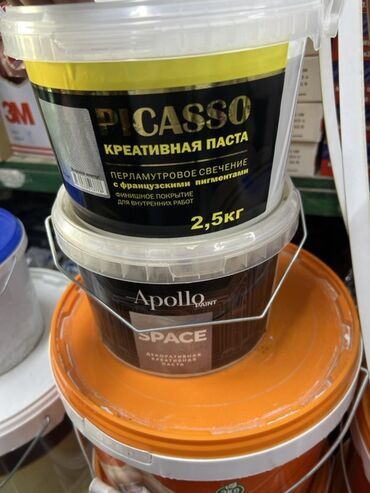 3M
PICASSO
КРЕАТИВНАЯ ПАСТА
ПЕРЛАМУТРОВОЕ СВЕЧЕНИЕ
с французскими пигментами
ФИНИШНОЕ ПОКРЫТИЕ
ДЛЯ ВНУТРЕННИХ РАБОТ
2,5кг
Apollo
PAINT
SPACE
ДЕКОРАТИВНАЯ
КРЕАТИВНАЯ
ПАСТА
ЭКО